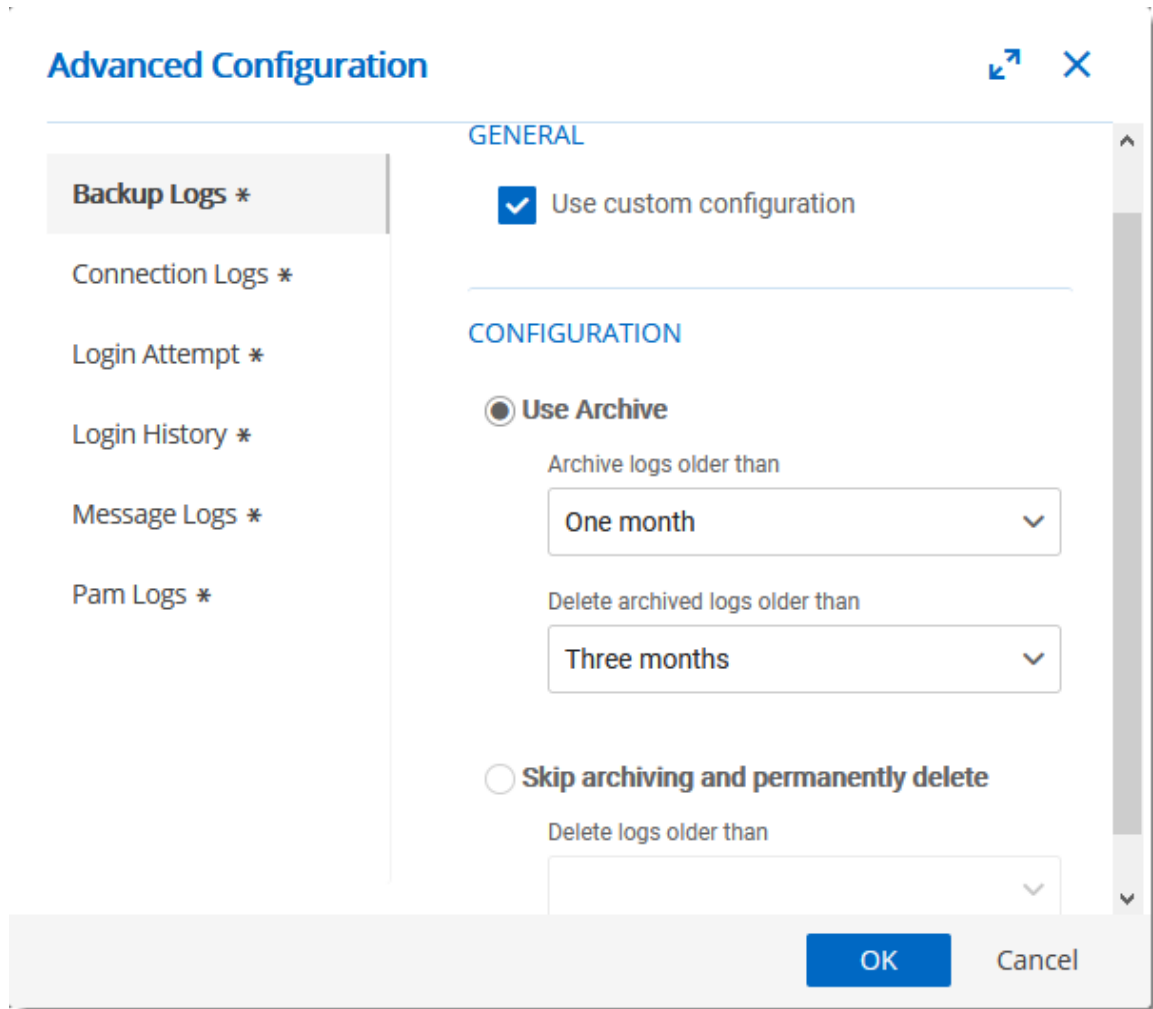 Advanced Configuration
Backup Logs *
Connection Logs *
Login Attempt *
Login History *
Message Logs *
Pam Logs *
GENERAL
Use custom configuration
CONFIGURATION
Use Archive
Archive logs older than
One month
Delete archived logs older than
Three months
Skip archiving and permanently delete
Delete logs older than
OK
Cancel